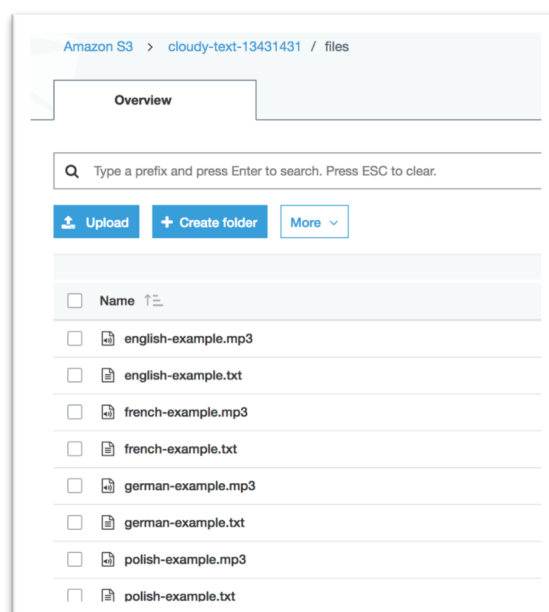 Amazon S3 > cloudy-text-13431431 / files
Overview
Type a prefix and press Enter to search. Press ESC to clear.
Upload + Create folder More
Name
english-example.mp3
english-example.txt
french-example.mp3
french-example.txt
german-example.mp3
german-example.txt
polish-example.mp3
polish-example.txt